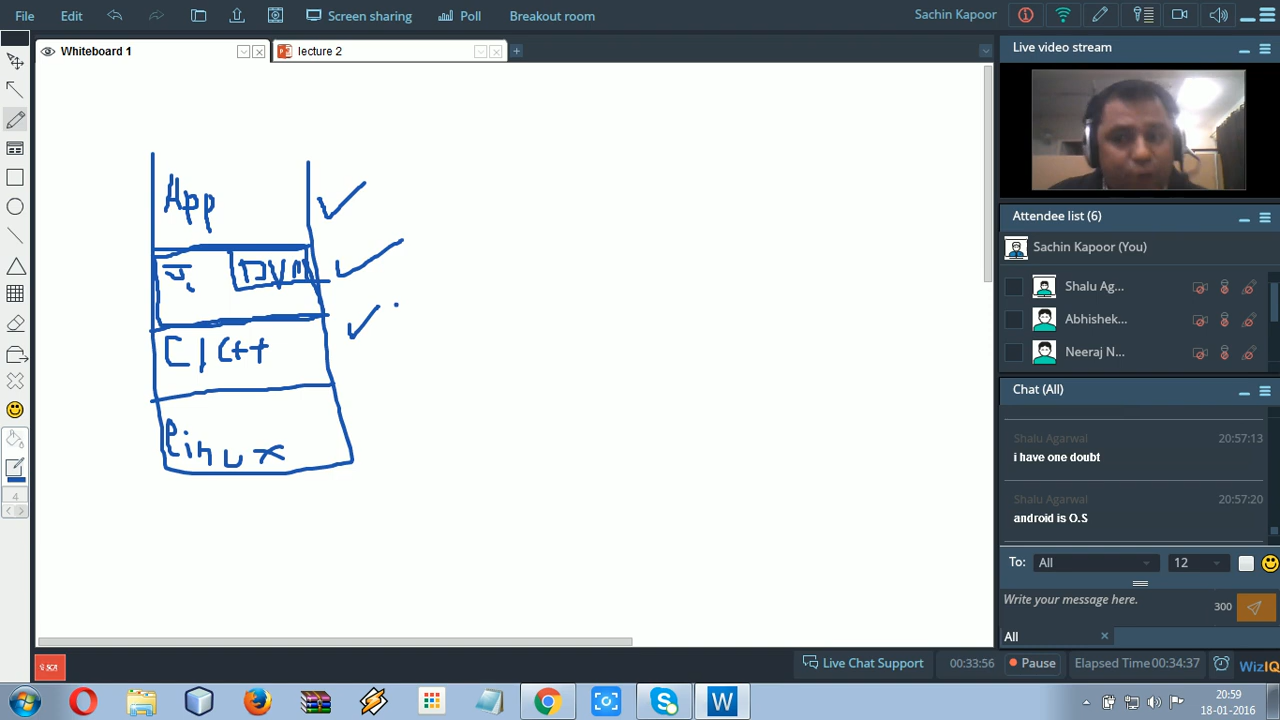 File Edit Screen sharing Poll Breakout room Sachin Kapoor
Whiteboard 1 lecture 2
Live video stream
App
J. DVM
C/C++
Linux
Attendee list (6)
Sachin Kapoor (You)
Shalu Ag...
Abhishek...
Neeraj N...
Chat (All)
Shalu Agarwal 20:57:13
i have one doubt
Shalu Agarwal 20:57:20
android is O.S
To: All 12
Write your message here. 300
All
Live Chat Support 00:33:56 Pause Elapsed Time 00:34:37 WizIQ
20:59
18-01-2016
4